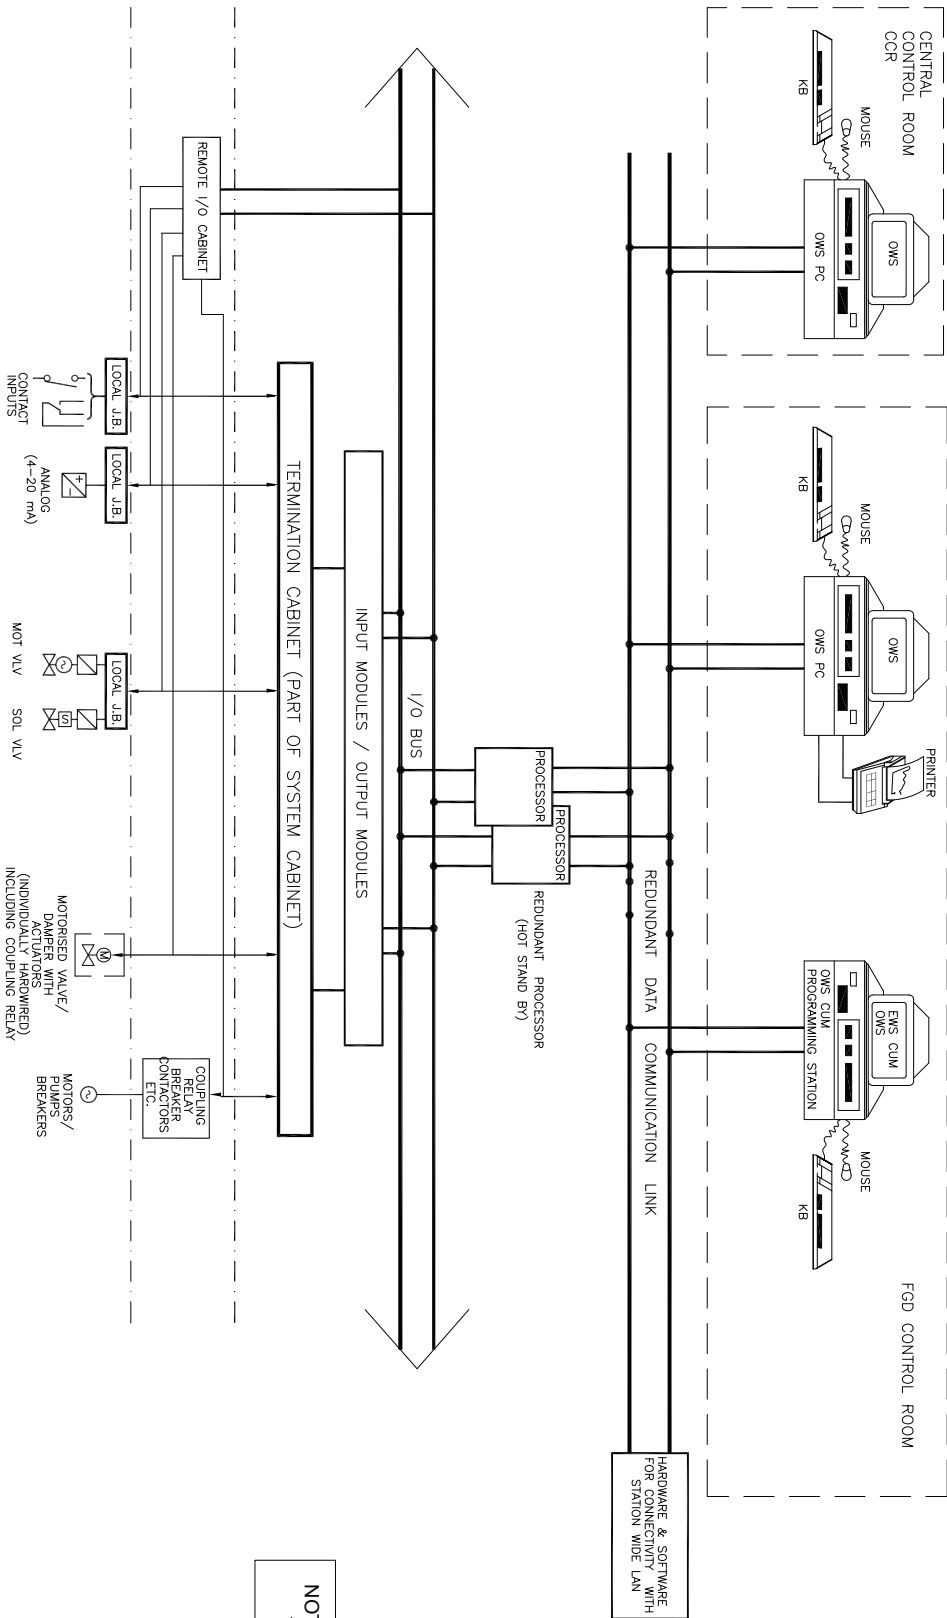 CENTRAL
CONTROL ROOM
CCR
KB
MOUSE
OWS
OWS PC
KB
MOUSE
OWS
OWS PC
PRINTER
EWS CUM
OWS
OWS CUM
PROGRAMMING STATION
MOUSE
KB
FGD CONTROL ROOM
REDUNDANT DATA COMMUNICATION LINK
HARDWARE & SOFTWARE
FOR CONNECTIVITY WITH
STATION WIDE LAN
PROCESSOR
PROCESSOR
REDUNDANT PROCESSOR
(HOT STAND BY)
I/O BUS
INPUT MODULES / OUTPUT MODULES
TERMINATION CABINET (PART OF SYSTEM CABINET)
REMOTE I/O CABINET
LOCAL J.B.
LOCAL J.B.
LOCAL J.B.
COUPLING
RELAY
BREAKER
CONTACTORS
ETC.
CONTACT
INPUTS
+
-
ANALOG
(4-20 mA)
~
MOT VLV
S
SOL VLV
M
MOTORISED VALVE/
DAMPER WITH
ACTUATORS
(INDIVIDUALLY HARDWIRED)
INCLUDING COUPLING RELAY
~
MOTORS/
PUMPS
BREAKERS